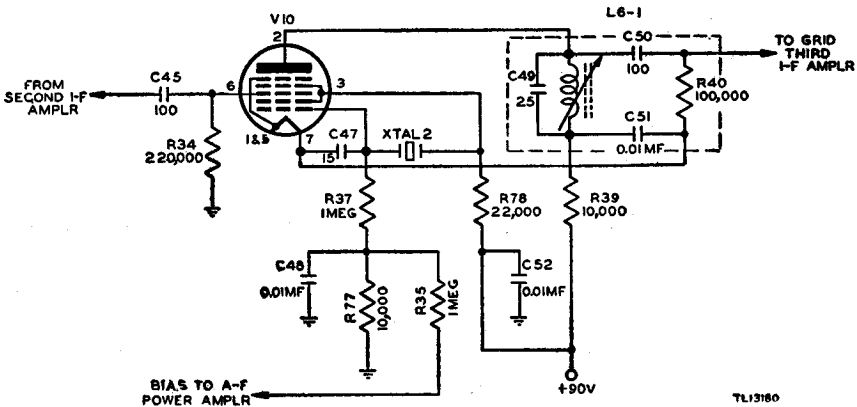 V10
2
L6-1
C50
100
TO GRID
THIRD
I-F AMPLR
FROM
SECOND I-F
AMPLR
C45
100
6
3
C49
25
R40
100,000
C51
0.01MF
1&5
7
C47
15
XTAL 2
R34
220,000
R37
1MEG
R78
22,000
R39
10,000
C48
0.01MF
R77
10,000
R35
1MEG
C52
0.01MF
BIAS TO A-F
POWER AMPLR
+90V
TL13180